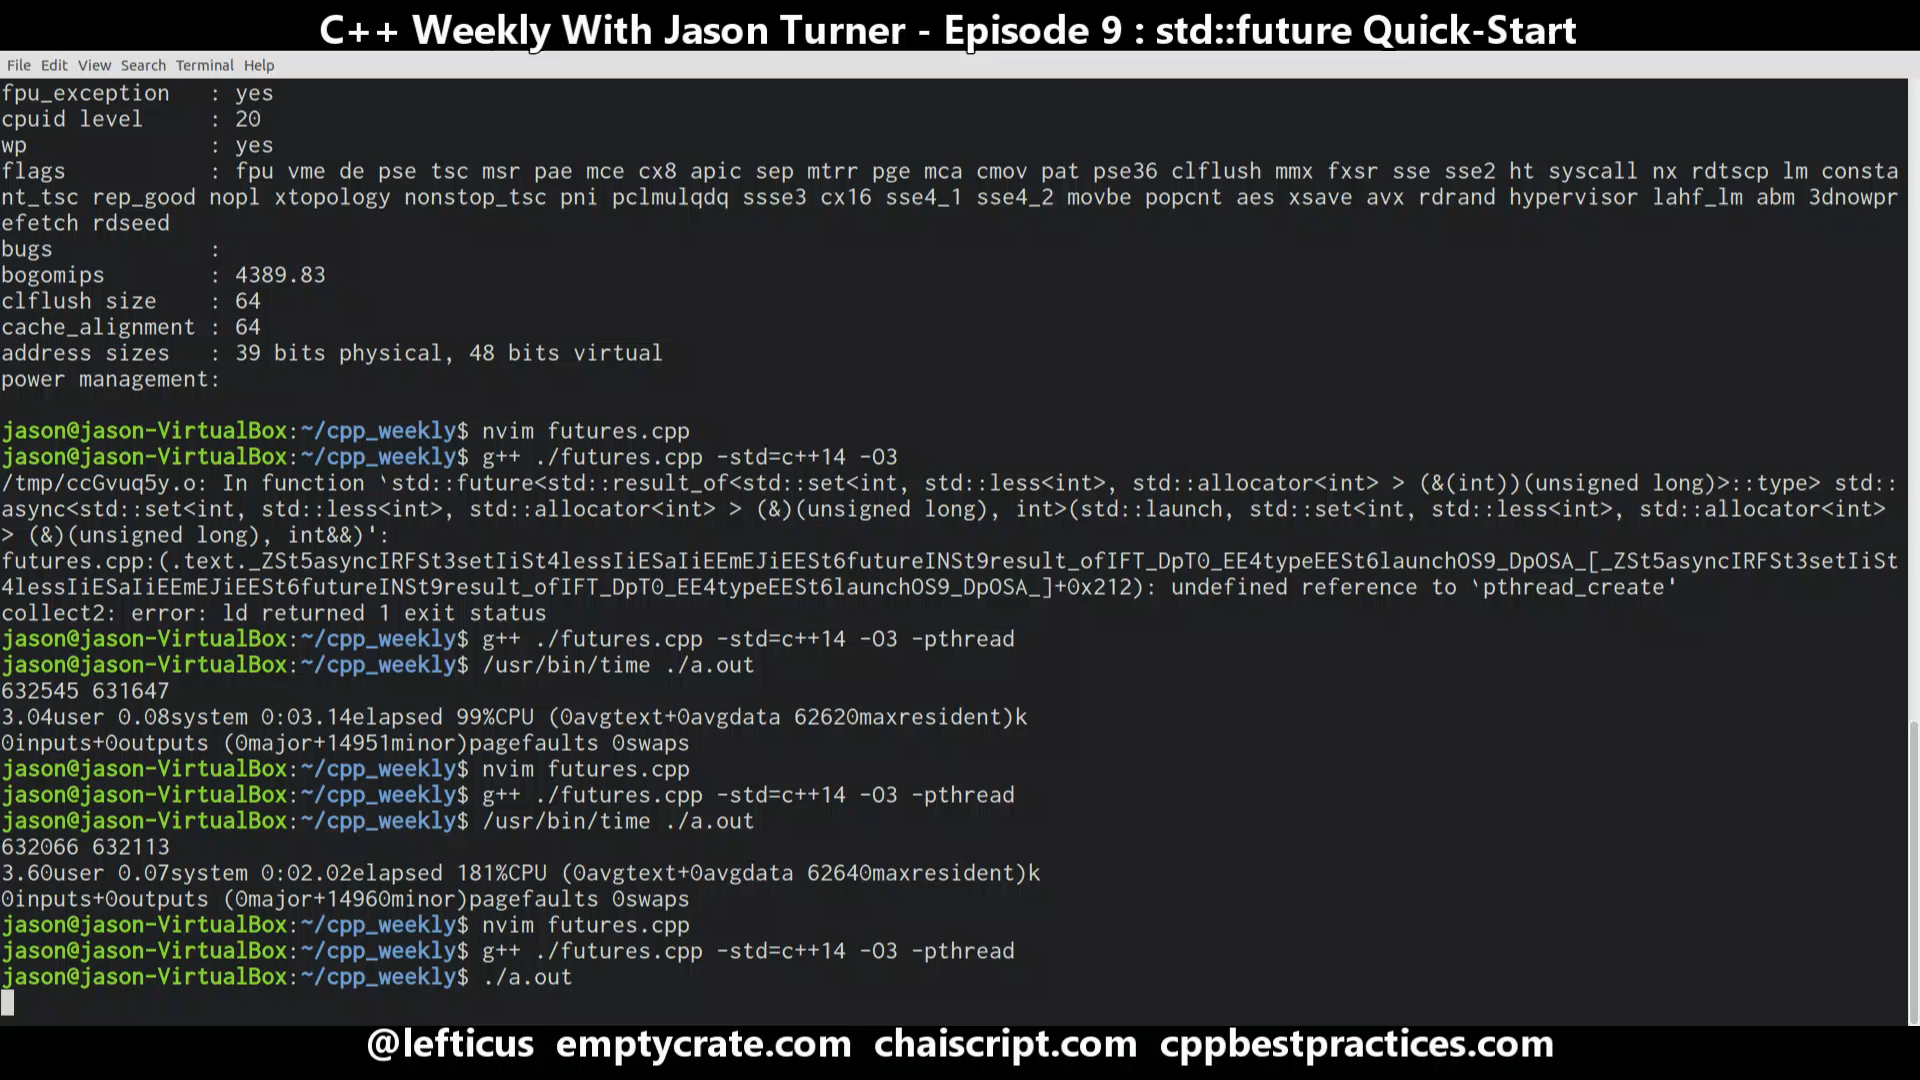 C++ Weekly With Jason Turner - Episode 9 : std::future Quick-Start
File Edit View Search Terminal Help
fpu_exception   : yes
cpuid level     : 20
wp              : yes
flags           : fpu vme de pse tsc msr pae mce cx8 apic sep mtrr pge mca cmov pat pse36 clflush mmx fxsr sse sse2 ht syscall nx rdtscp lm consta
nt_tsc rep_good nopl xtopology nonstop_tsc pni pclmulqdq ssse3 cx16 sse4_1 sse4_2 movbe popcnt aes xsave avx rdrand hypervisor lahf_lm abm 3dnowpr
efetch rdseed
bugs            :
bogomips        : 4389.83
clflush size    : 64
cache_alignment : 64
address sizes   : 39 bits physical, 48 bits virtual
power management:
jason@jason-VirtualBox:~/cpp_weekly$ nvim futures.cpp
jason@jason-VirtualBox:~/cpp_weekly$ g++ ./futures.cpp -std=c++14 -O3
/tmp/ccGvuq5y.o: In function `std::future<std::result_of<std::set<int, std::less<int>, std::allocator<int> > (&(int))(unsigned long)>::type> std::
async<std::set<int, std::less<int>, std::allocator<int> > (&)(unsigned long), int>(std::launch, std::set<int, std::less<int>, std::allocator<int>
> (&)(unsigned long), int&&)':
futures.cpp:(.text._ZSt5asyncIRFSt3setIiSt4lessIiESaIiEEmEJiEESt6futureINSt9result_ofIFT_DpT0_EE4typeEESt6launchOS9_DpOSA_[_ZSt5asyncIRFSt3setIiSt
4lessIiESaIiEEmEJiEESt6futureINSt9result_ofIFT_DpT0_EE4typeEESt6launchOS9_DpOSA_]+0x212): undefined reference to `pthread_create'
collect2: error: ld returned 1 exit status
jason@jason-VirtualBox:~/cpp_weekly$ g++ ./futures.cpp -std=c++14 -O3 -pthread
jason@jason-VirtualBox:~/cpp_weekly$ /usr/bin/time ./a.out
632545 631647
3.04user 0.08system 0:03.14elapsed 99%CPU (0avgtext+0avgdata 62620maxresident)k
0inputs+0outputs (0major+14951minor)pagefaults 0swaps
jason@jason-VirtualBox:~/cpp_weekly$ nvim futures.cpp
jason@jason-VirtualBox:~/cpp_weekly$ g++ ./futures.cpp -std=c++14 -O3 -pthread
jason@jason-VirtualBox:~/cpp_weekly$ /usr/bin/time ./a.out
632066 632113
3.60user 0.07system 0:02.02elapsed 181%CPU (0avgtext+0avgdata 62640maxresident)k
0inputs+0outputs (0major+14960minor)pagefaults 0swaps
jason@jason-VirtualBox:~/cpp_weekly$ nvim futures.cpp
jason@jason-VirtualBox:~/cpp_weekly$ g++ ./futures.cpp -std=c++14 -O3 -pthread
jason@jason-VirtualBox:~/cpp_weekly$ ./a.out
@lefticus emptycrate.com chaiscript.com cppbestpractices.com